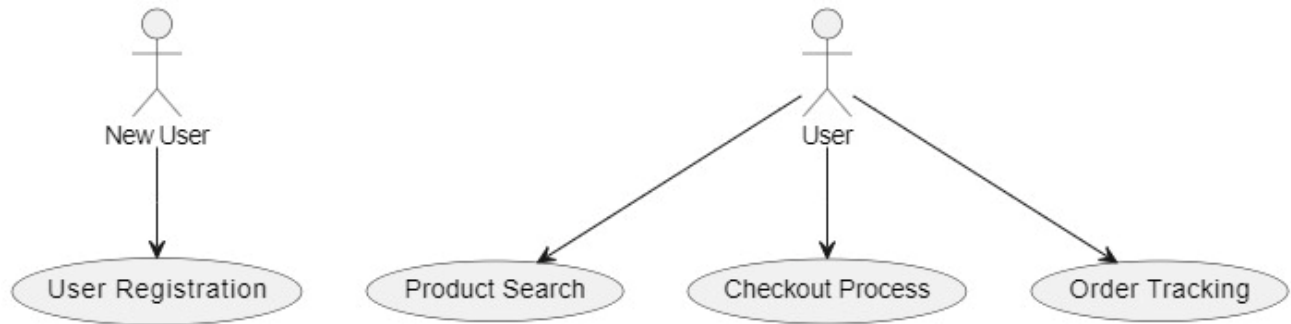 New User
User
User Registration
Product Search
Checkout Process
Order Tracking